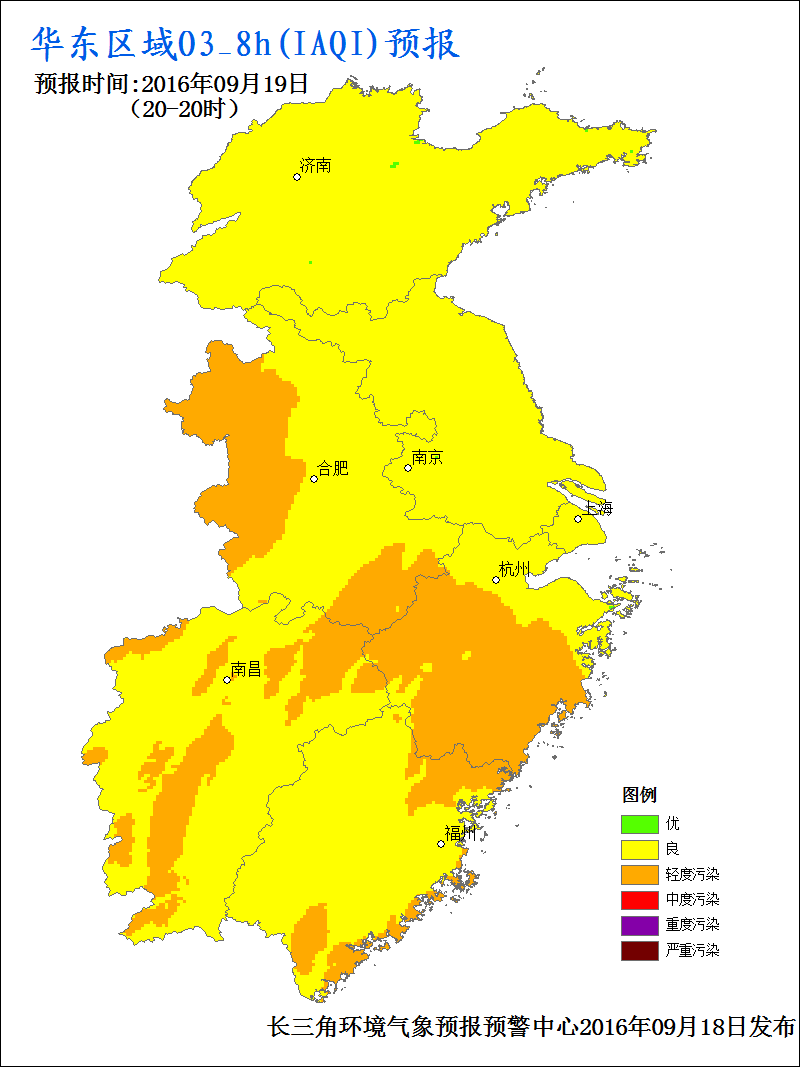 华东区域O3_8h(IAQI)预报
预报时间:2016年09月19日
（20-20时）
济南
合肥
南京
上海
杭州
南昌
福州
图例
优
良
轻度污染
中度污染
重度污染
严重污染
长三角环境气象预报预警中心2016年09月18日发布